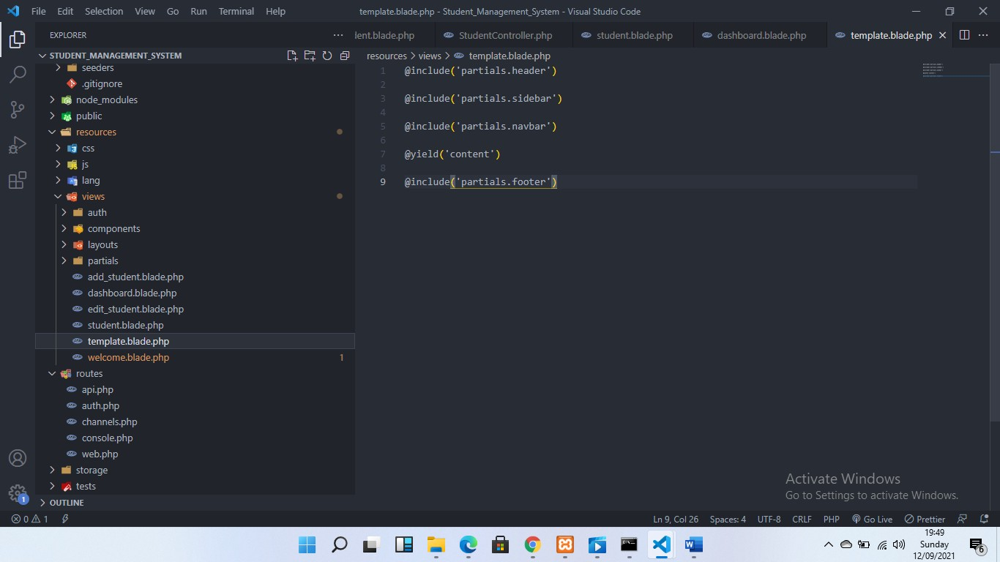 File Edit Selection View Go Run Terminal Help
template.blade.php - Student_Management_System - Visual Studio Code
EXPLORER
lent.blade.php
StudentController.php
student.blade.php
dashboard.blade.php
template.blade.php
STUDENT_MANAGEMENT_SYSTEM
seeders
.gitignore
node_modules
public
resources
css
js
lang
views
auth
components
layouts
partials
add_student.blade.php
dashboard.blade.php
edit_student.blade.php
student.blade.php
template.blade.php
welcome.blade.php 1
routes
api.php
auth.php
channels.php
console.php
web.php
storage
tests
OUTLINE
resources > views > template.blade.php
1 @include('partials.header')
2
3 @include('partials.sidebar')
4
5 @include('partials.navbar')
6
7 @yield('content')
8
9 @include('partials.footer')
Activate Windows
Go to Settings to activate Windows.
1
0 1
Ln 9, Col 26 Spaces: 4 UTF-8 CRLF PHP Go Live Prettier
19:49
Sunday
12/09/2021
6